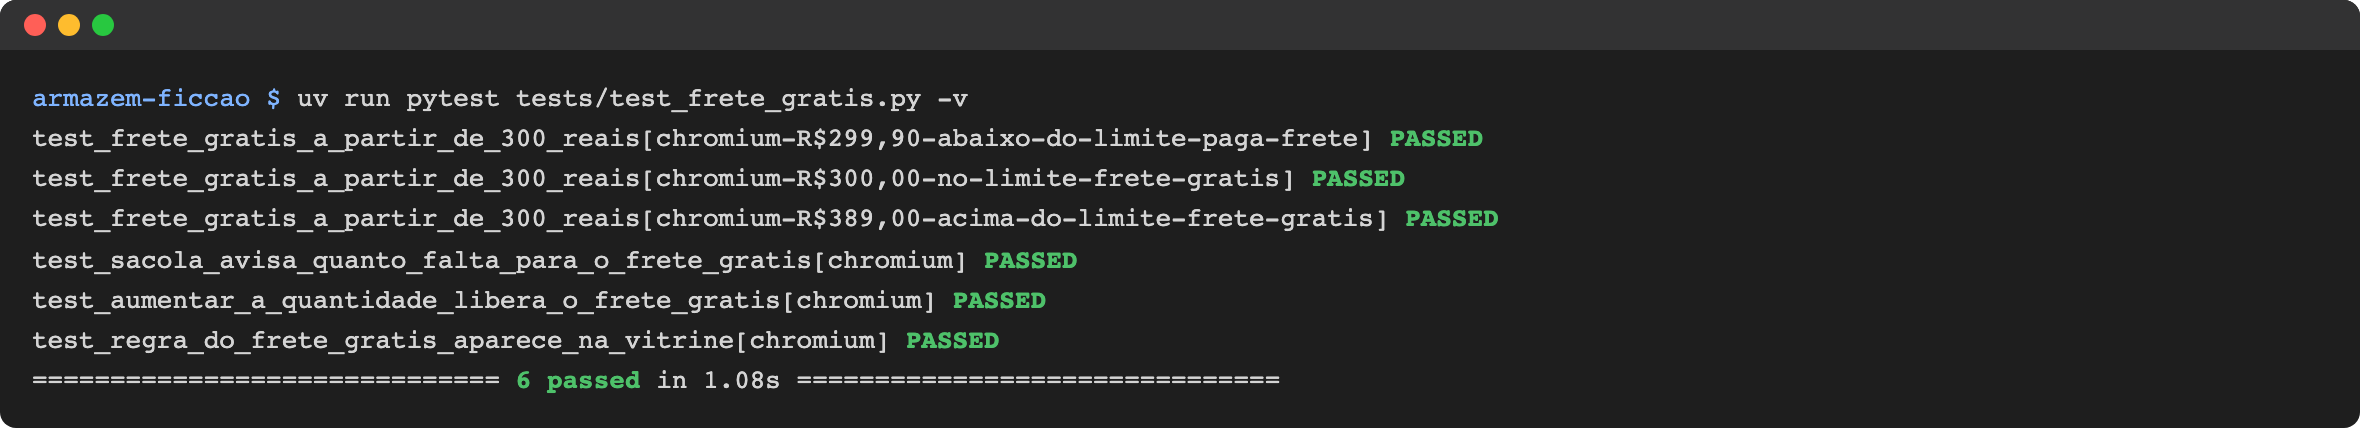 armazem-ficcao $ uv run pytest tests/test_frete_gratis.py -v
test_frete_gratis_a_partir_de_300_reais[chromium-R$299,90-abaixo-do-limite-paga-frete] PASSED
test_frete_gratis_a_partir_de_300_reais[chromium-R$300,00-no-limite-frete-gratis] PASSED
test_frete_gratis_a_partir_de_300_reais[chromium-R$389,00-acima-do-limite-frete-gratis] PASSED
test_sacola_avisa_quanto_falta_para_o_frete_gratis[chromium] PASSED
test_aumentar_a_quantidade_libera_o_frete_gratis[chromium] PASSED
test_regra_do_frete_gratis_aparece_na_vitrine[chromium] PASSED
============================== 6 passed in 1.08s ===============================